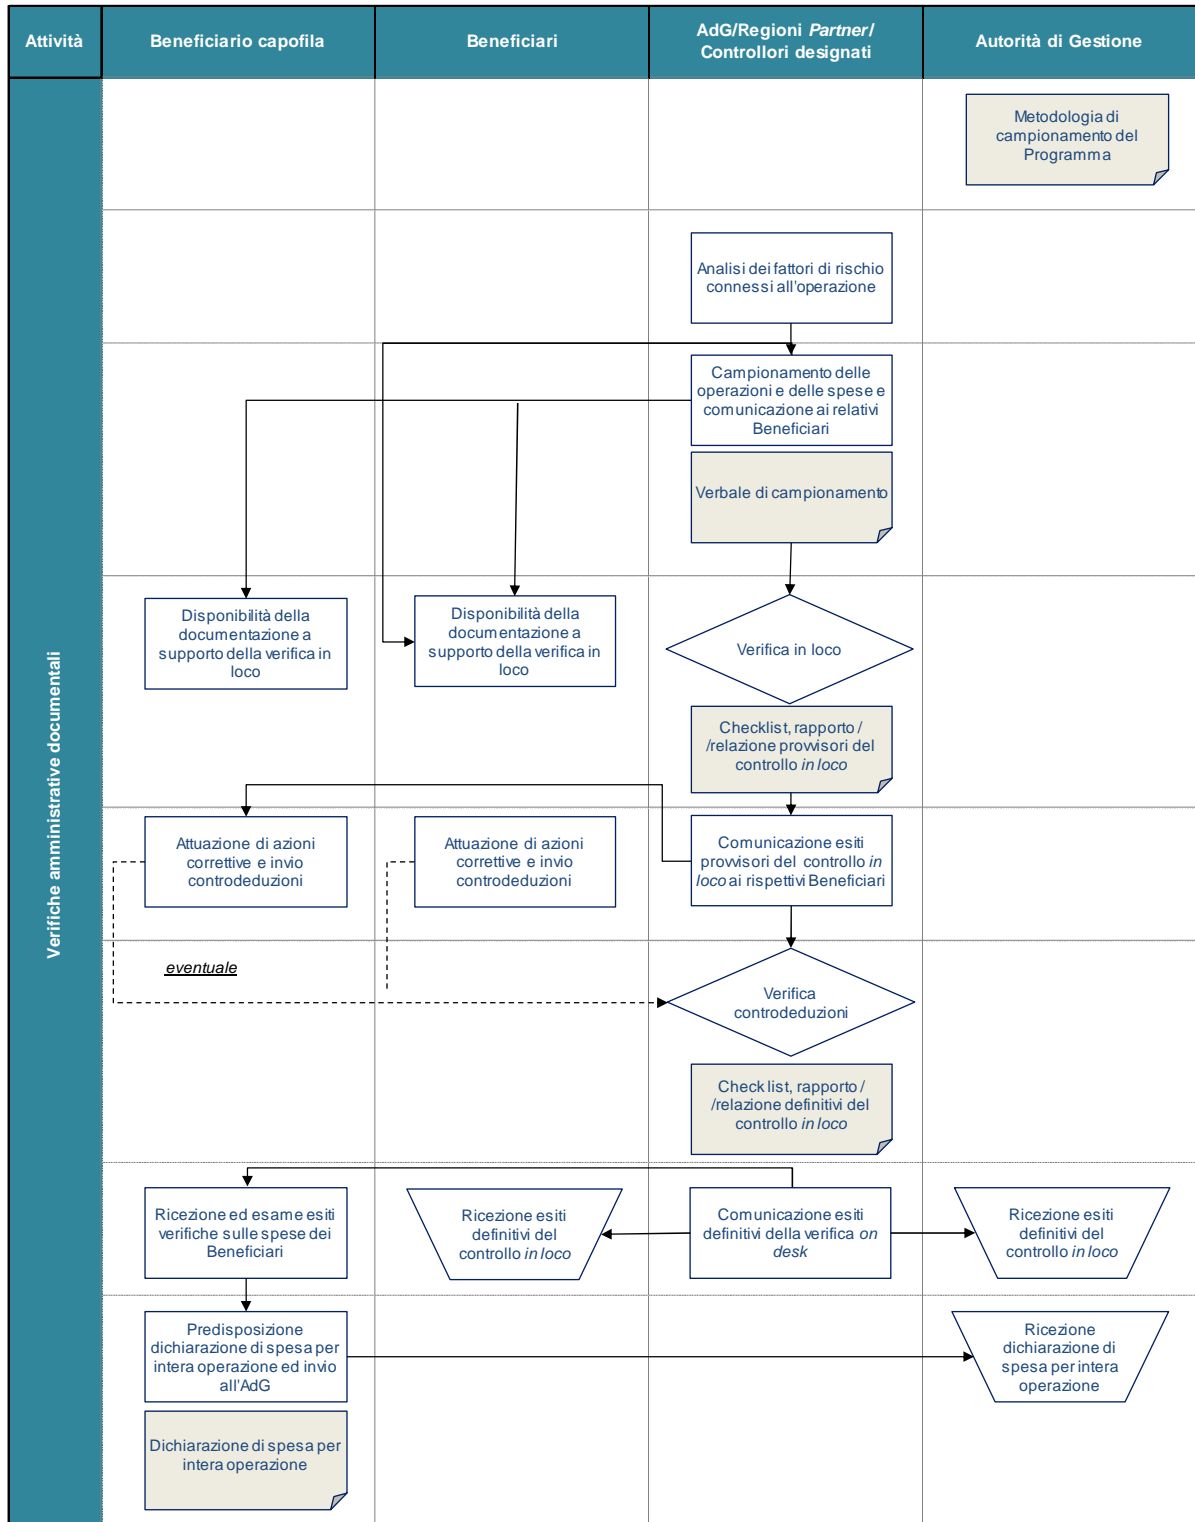 Attività
Beneficiario capofila
Beneficiari
AdG/Regioni Partner/
Controllori designati
Autorità di Gestione
Verifiche amministrative documentali
Metodologia di
campionamento del
Programma
Analisi dei fattori di rischio
connessi all'operazione
Campionamento delle
operazioni e delle spese e
comunicazione ai relativi
Beneficiari
Verbale di campionamento
Disponibilità della
documentazione a
supporto della verifica in
loco
Disponibilità della
documentazione a
supporto della verifica in
loco
Verifica in loco
Checklist, rapporto /
/relazione provvisori del
controllo in loco
Attuazione di azioni
correttive e invio
controdeduzioni
Attuazione di azioni
correttive e invio
controdeduzioni
Comunicazione esiti
provvisori del controllo in
loco ai rispettivi Beneficiari
eventuale
Verifica
controdeduzioni
Checklist, rapporto /
/relazione definitivi del
controllo in loco
Ricezione ed esame esiti
verifiche sulle spese dei
Beneficiari
Ricezione esiti
definitivi del
controllo in loco
Comunicazione esiti
definitivi della verifica on
desk
Ricezione esiti
definitivi del
controllo in loco
Predisposizione
dichiarazione di spesa per
intera operazione ed invio
all'AdG
Ricezione
dichiarazione di
spesa per intera
operazione
Dichiarazione di spesa per
intera operazione